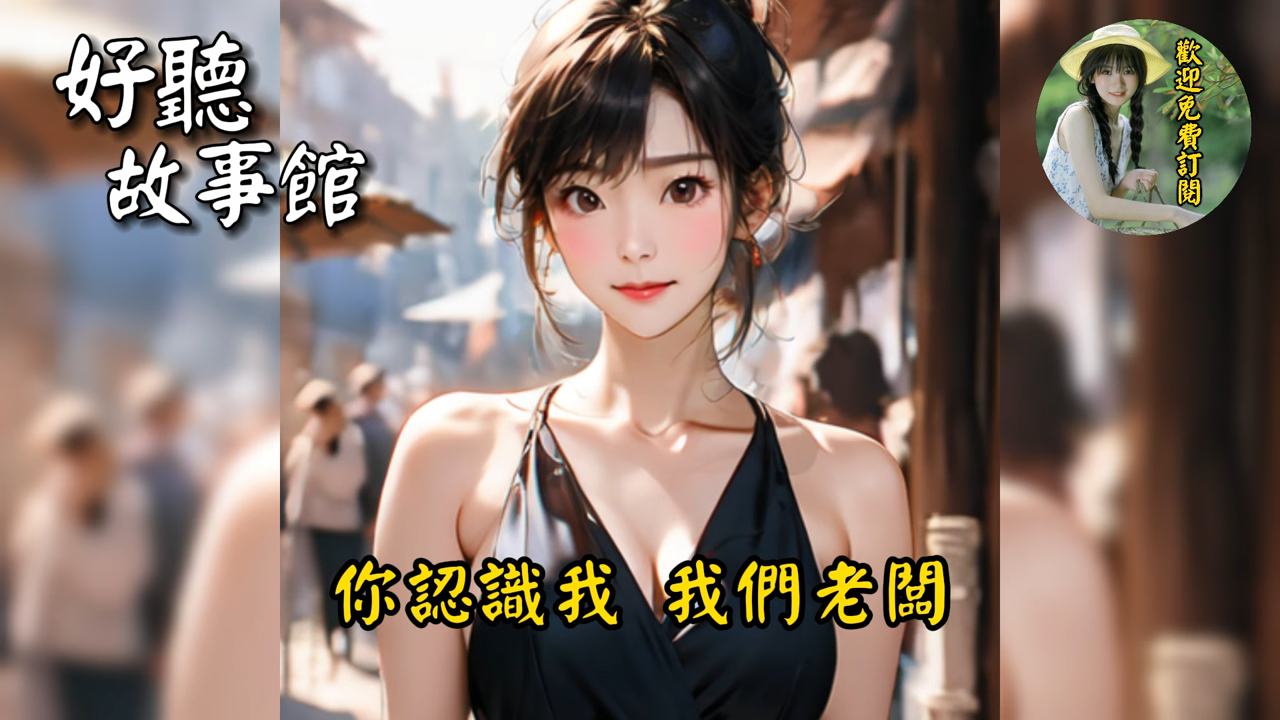 好聽
故事館
歡迎免費訂閱
你認識我 我們老闆